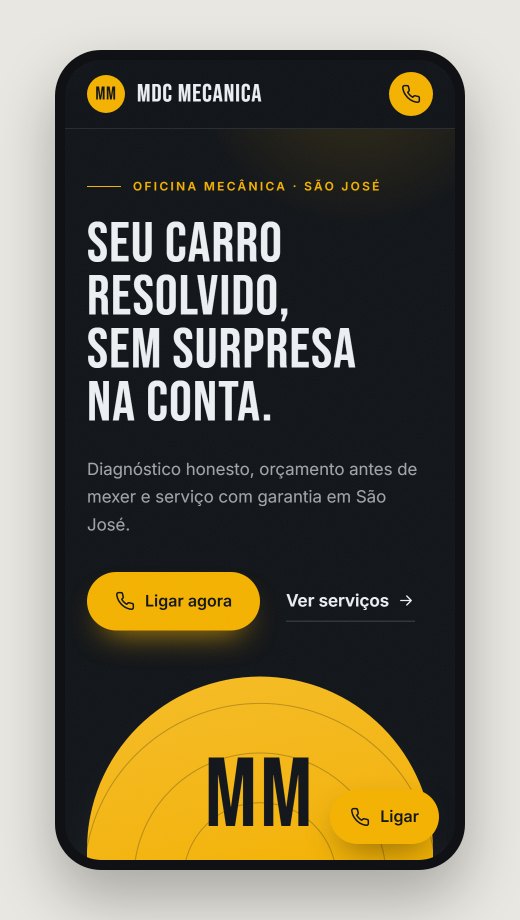 MM MDC MECANICA
OFICINA MECÂNICA · SÃO JOSÉ
SEU CARRO
RESOLVIDO,
SEM SURPRESA
NA CONTA.
Diagnóstico honesto, orçamento antes de
mexer e serviço com garantia em São
José.
Ligar agora
Ver serviços →
MM
Ligar